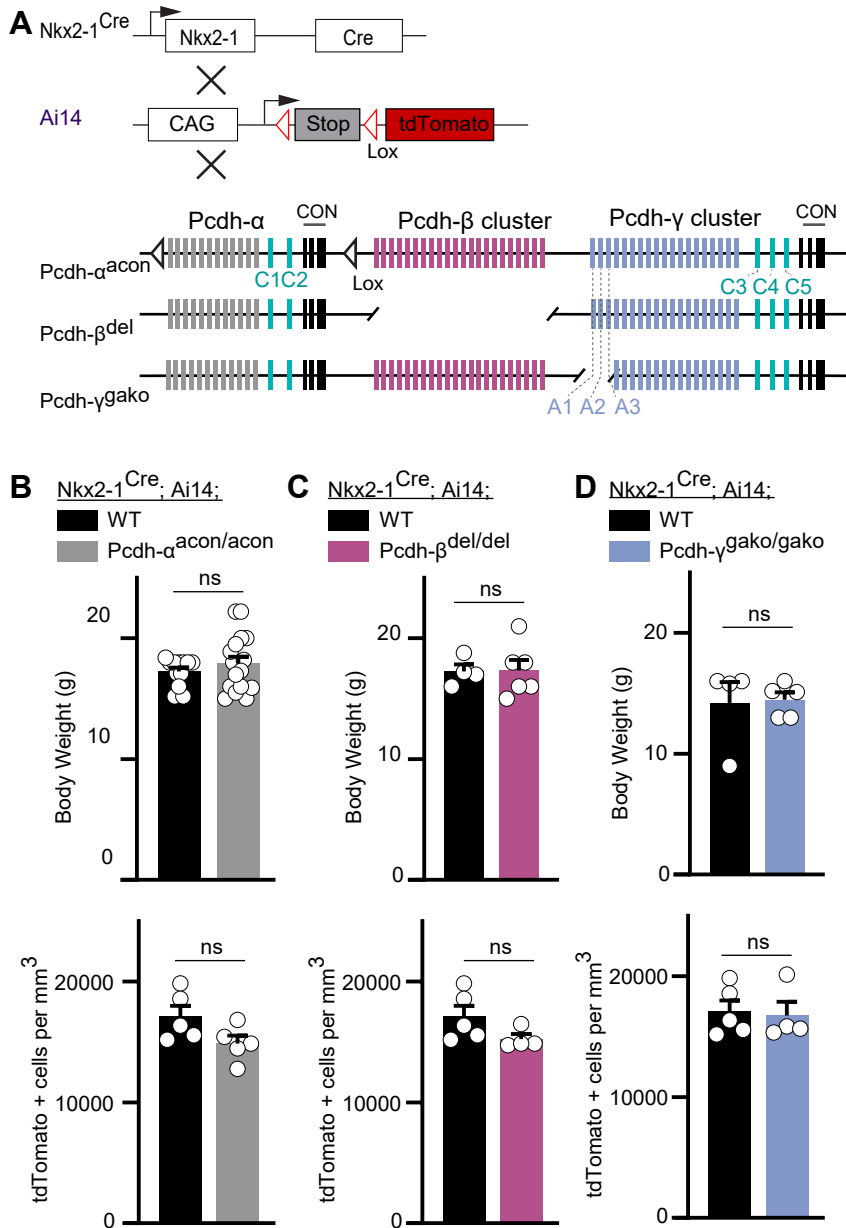 A
Nkx2-1Cre
Nkx2-1
Cre
Ai14
CAG
Stop
tdTomato
Lox
Pcdh-α
CON
Pcdh-β cluster
Pcdh-γ cluster
CON
Pcdh-αacon
C1C2
Lox
C3 C4 C5
Pcdh-βdel
Pcdh-γgako
A1 A2 A3
B
Nkx2-1Cre; Ai14;
WT
Pcdh-αacon/acon
ns
20
10
0
Body Weight (g)
ns
20000
10000
0
tdTomato + cells per mm3
C
Nkx2-1Cre; Ai14;
WT
Pcdh-βdel/del
ns
20
10
0
Body Weight (g)
ns
20000
10000
0
tdTomato + cells per mm3
D
Nkx2-1Cre; Ai14;
WT
Pcdh-γgako/gako
ns
20
10
0
Body Weight (g)
ns
20000
10000
0
tdTomato + cells per mm3